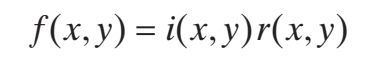 f(x, y) = i(x, y)r(x, y)